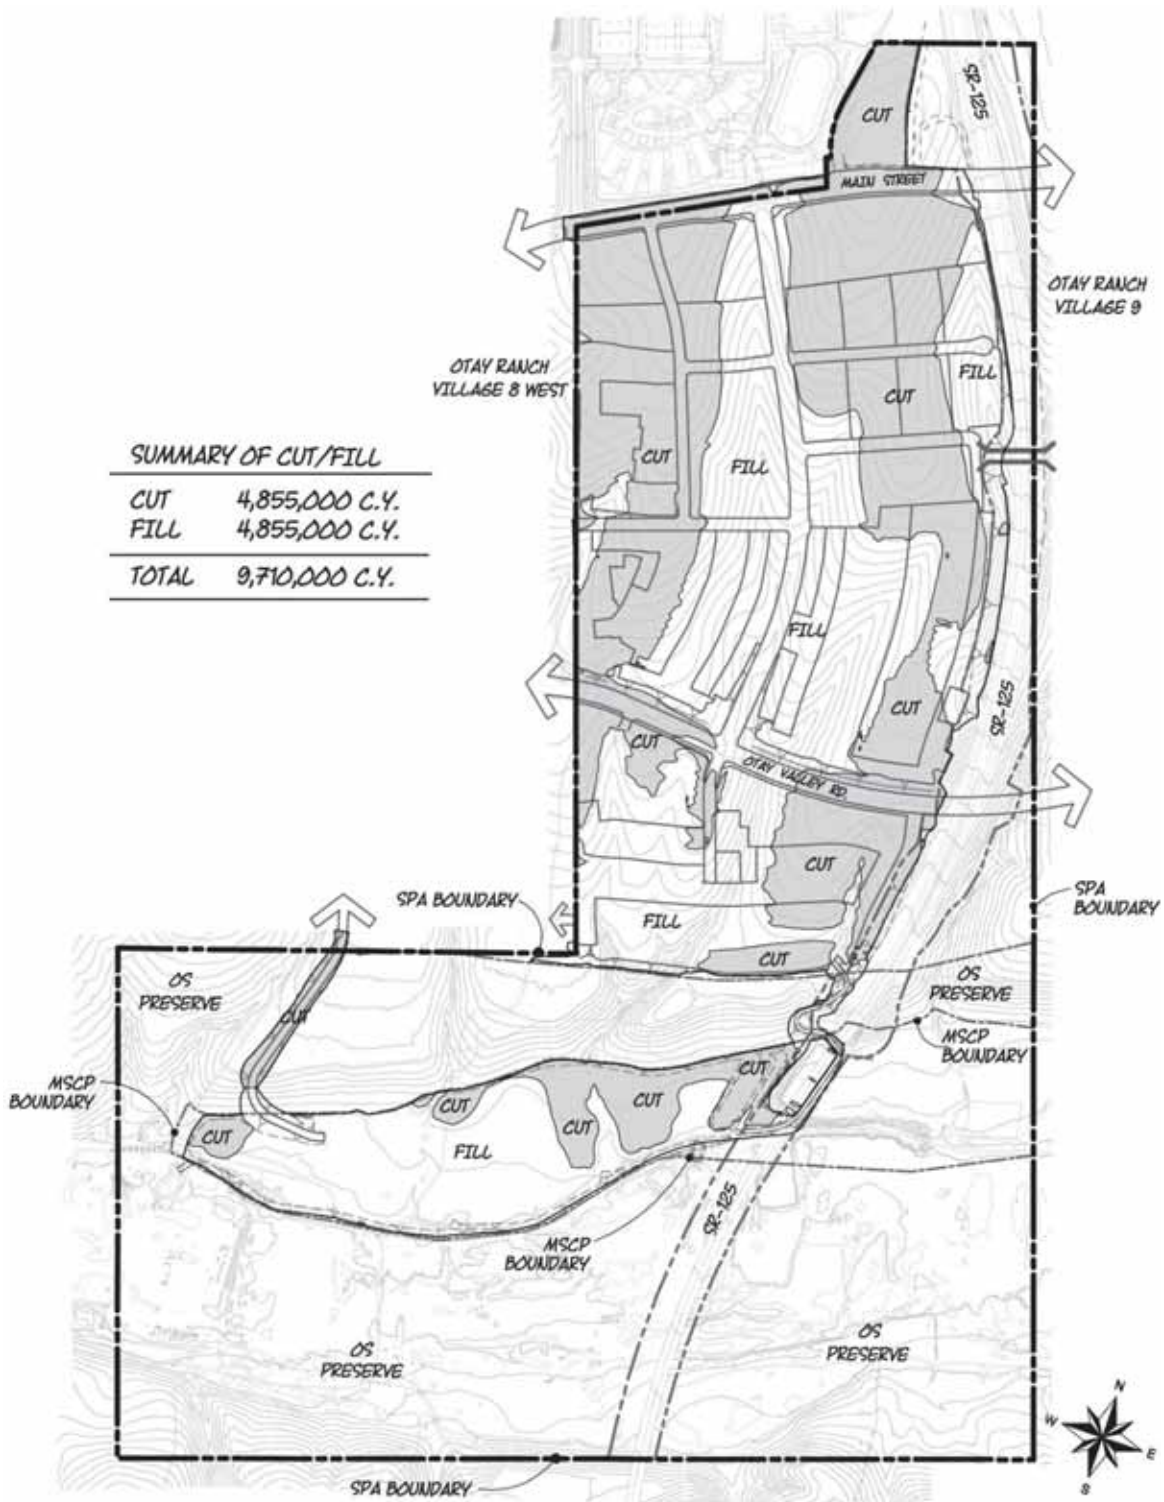 CUT
SR-125
MAIN STREET
OTAY RANCH
VILLAGE 9
OTAY RANCH
VILLAGE 8 WEST
FILL
CUT
SUMMARY OF CUT/FILL
CUT 4,855,000 C.Y.
FILL 4,855,000 C.Y.
TOTAL 9,710,000 C.Y.
CUT
FILL
FILL
SR-125
CUT
CUT
OTAY VALLEY RD.
CUT
SPA BOUNDARY
SPA
BOUNDARY
FILL
CUT
OS
PRESERVE
OS
PRESERVE
CUT
MSCP
BOUNDARY
CUT
MSCP
BOUNDARY
CUT
CUT
CUT
CUT
FILL
SR-125
MSCP
BOUNDARY
OS
PRESERVE
OS
PRESERVE
N
W
E
S
SPA BOUNDARY